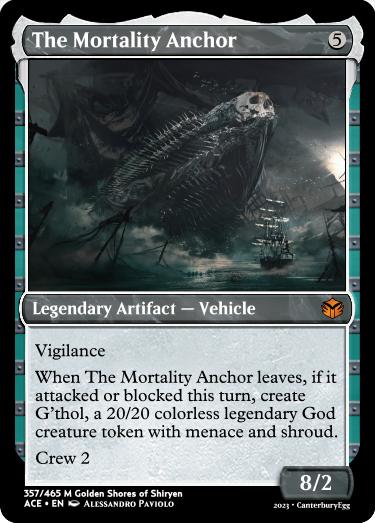 The Mortality Anchor 5
Legendary Artifact — Vehicle
Vigilance
When The Mortality Anchor leaves, if it
attacked or blocked this turn, create
G'thol, a 20/20 colorless legendary God
creature token with menace and shroud.
Crew 2
8/2
357/465 M Golden Shores of Shiryen
ACE • EN Alessandro Paviolo
2023 • CanterburyEgg